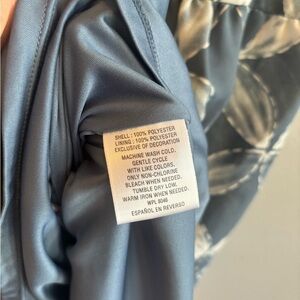 SHELL : 100% POLYESTER
LINING : 100% POLYESTER
EXCLUSIVE OF DECORATION
MACHINE WASH COLD,
GENTLE CYCLE
WITH LIKE COLORS.
ONLY NON-CHLORINE
BLEACH WHEN NEEDED.
TUMBLE DRY LOW.
WARM IRON WHEN NEEDED.
WPL 8046
ESPAÑOL EN REVERSO